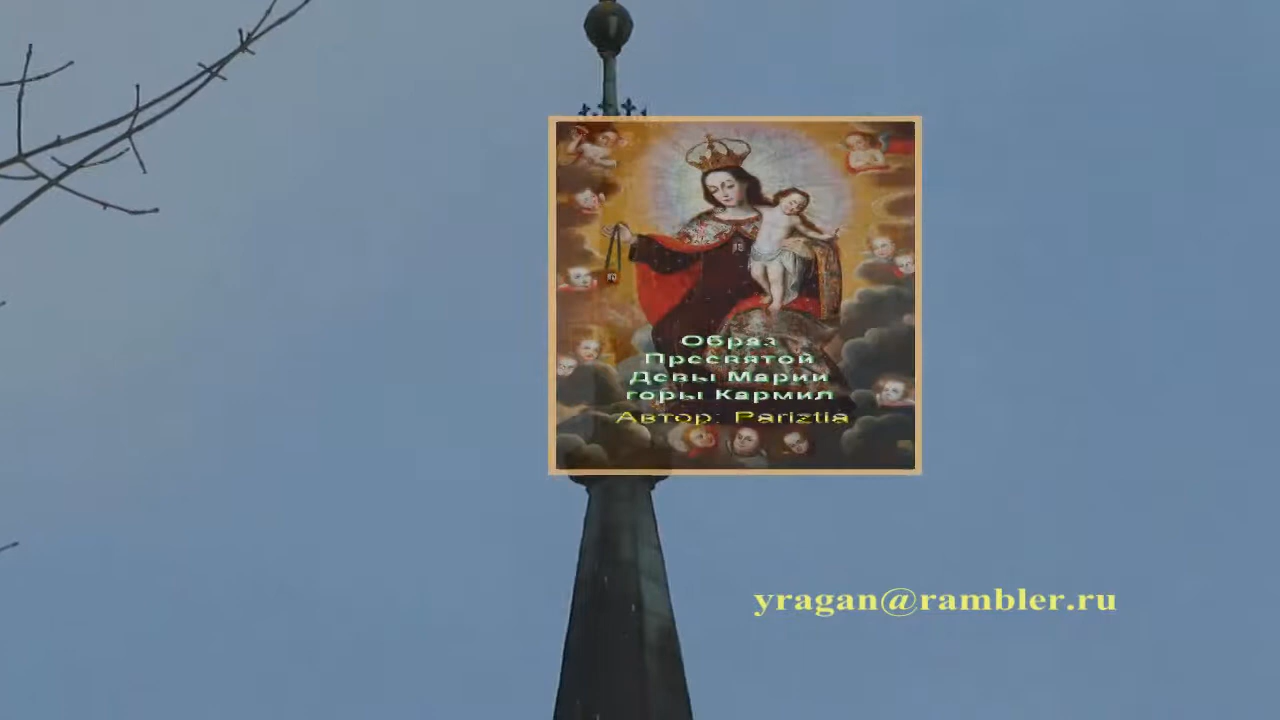 Образ
Пресвятой
Девы Марии
горы Кармил
Автор: Pariztia
yragan@rambler.ru